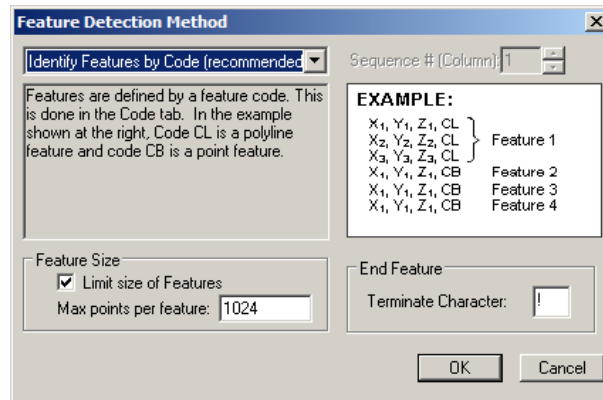 Feature Detection Method
Identify Features by Code (recommended
Sequence # (Column): 1
Features are defined by a feature code. This
is done in the Code tab. In the example
shown at the right, Code CL is a polyline
feature and code CB is a point feature.
EXAMPLE:
X₁, Y₁, Z₁, CL
X₂, Y₂, Z₂, CL Feature 1
X₃, Y₃, Z₃, CL
X₁, Y₁, Z₁, CB Feature 2
X₁, Y₁, Z₁, CB Feature 3
X₁, Y₁, Z₁, CB Feature 4
Feature Size
Limit size of Features
Max points per feature: 1024
End Feature
Terminate Character: !
OK Cancel